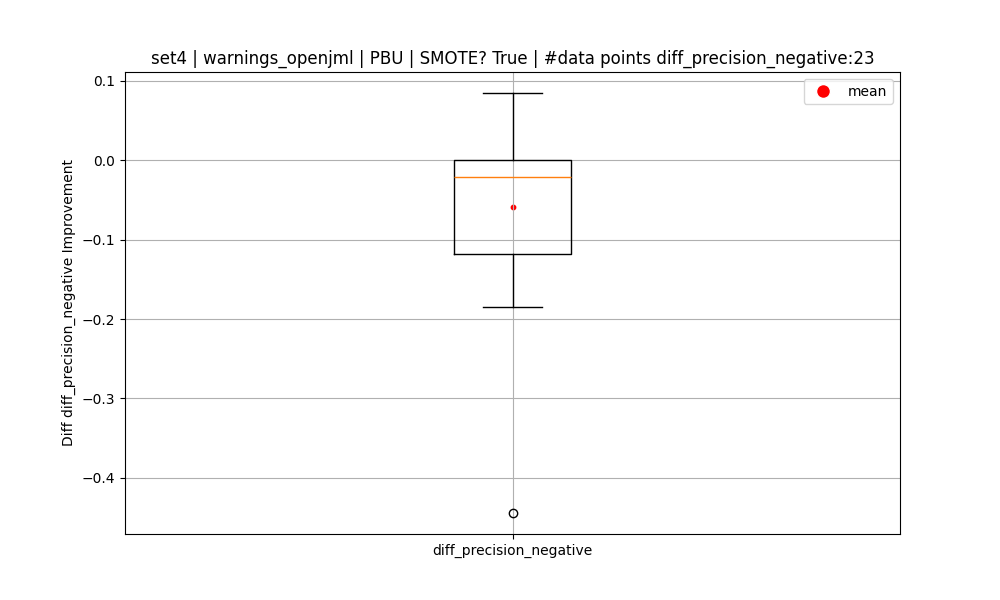 set4 | warnings_openjml | PBU | SMOTE? True | #data points diff_precision_negative:23
mean
Diff diff_precision_negative Improvement
0.1
0.0
−0.1
−0.2
−0.3
−0.4
diff_precision_negative